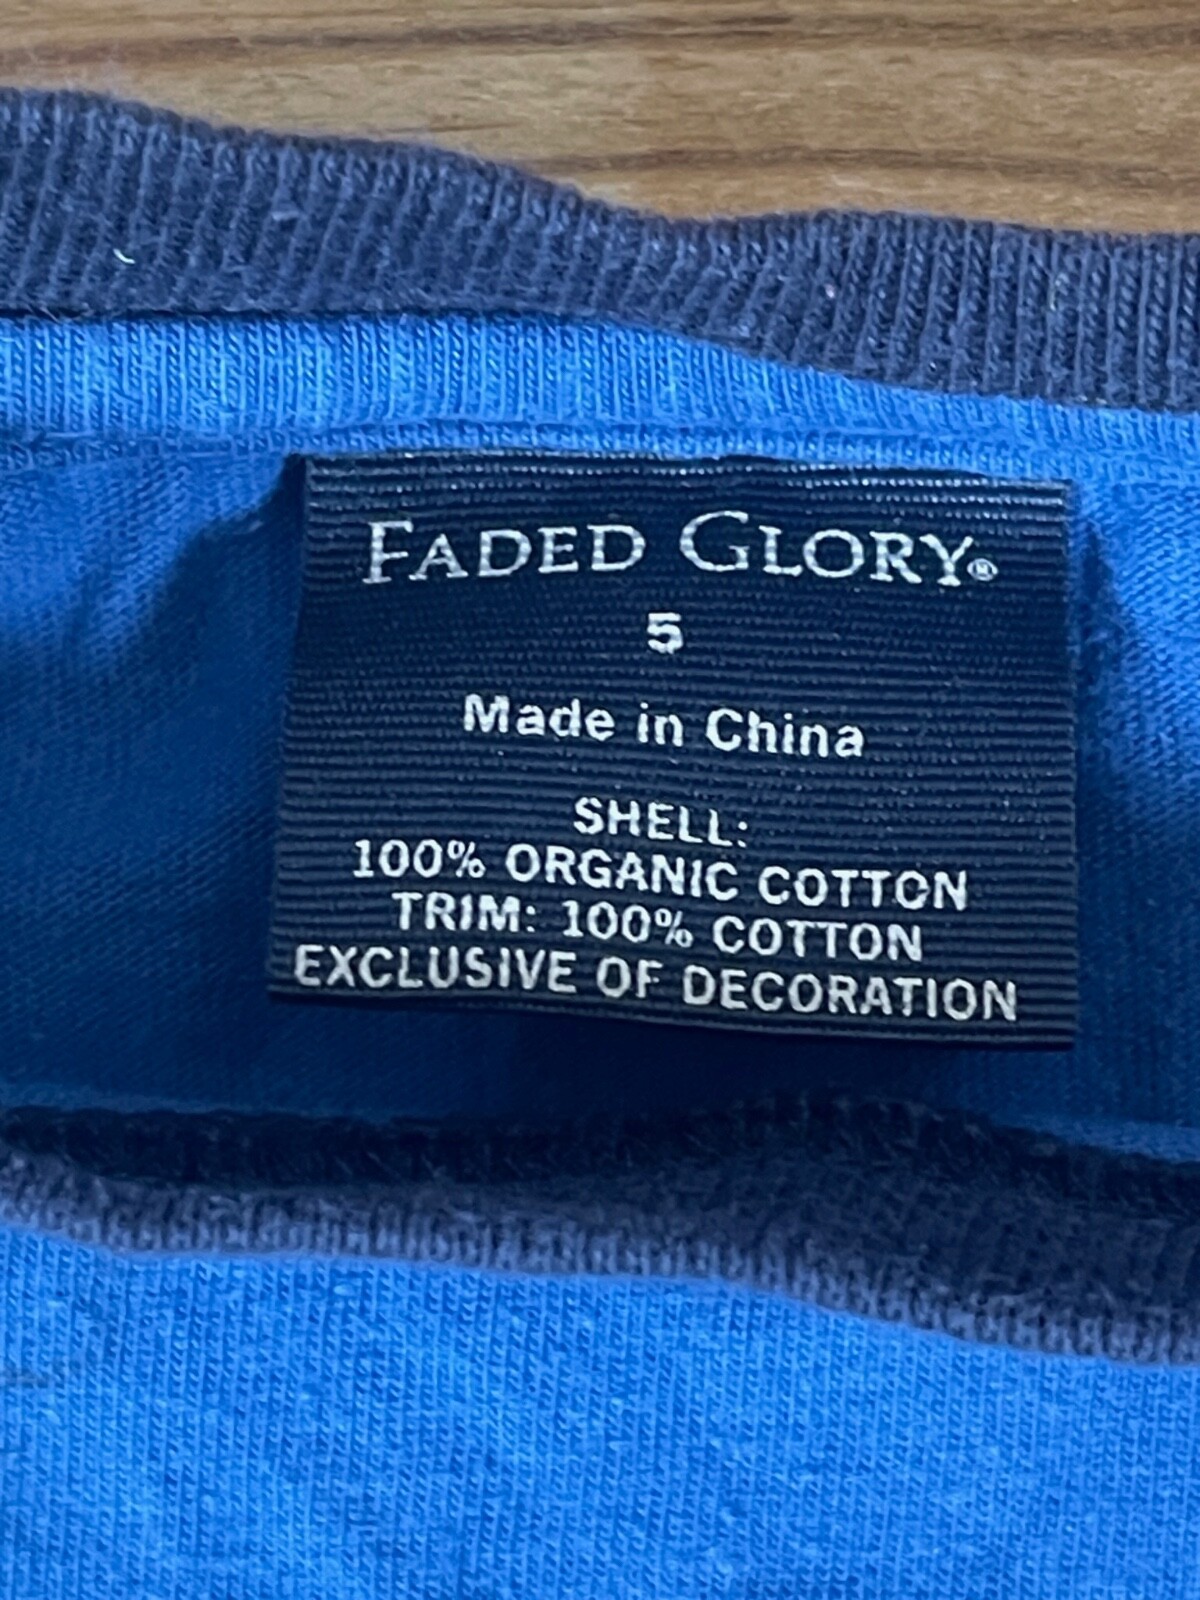 FADED GLORY®
5
Made in China
SHELL:
100% ORGANIC COTTON
TRIM: 100% COTTON
EXCLUSIVE OF DECORATION